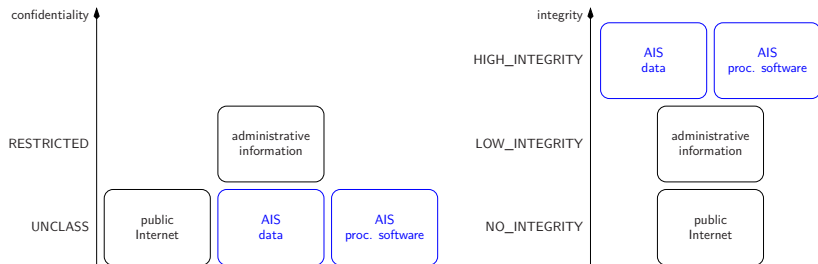 confidentiality
RESTRICTED
administrative
information
UNCLASS
public
Internet
AIS
data
AIS
proc. software
integrity
HIGH_INTEGRITY
AIS
data
AIS
proc. software
LOW_INTEGRITY
administrative
information
NO_INTEGRITY
public
Internet